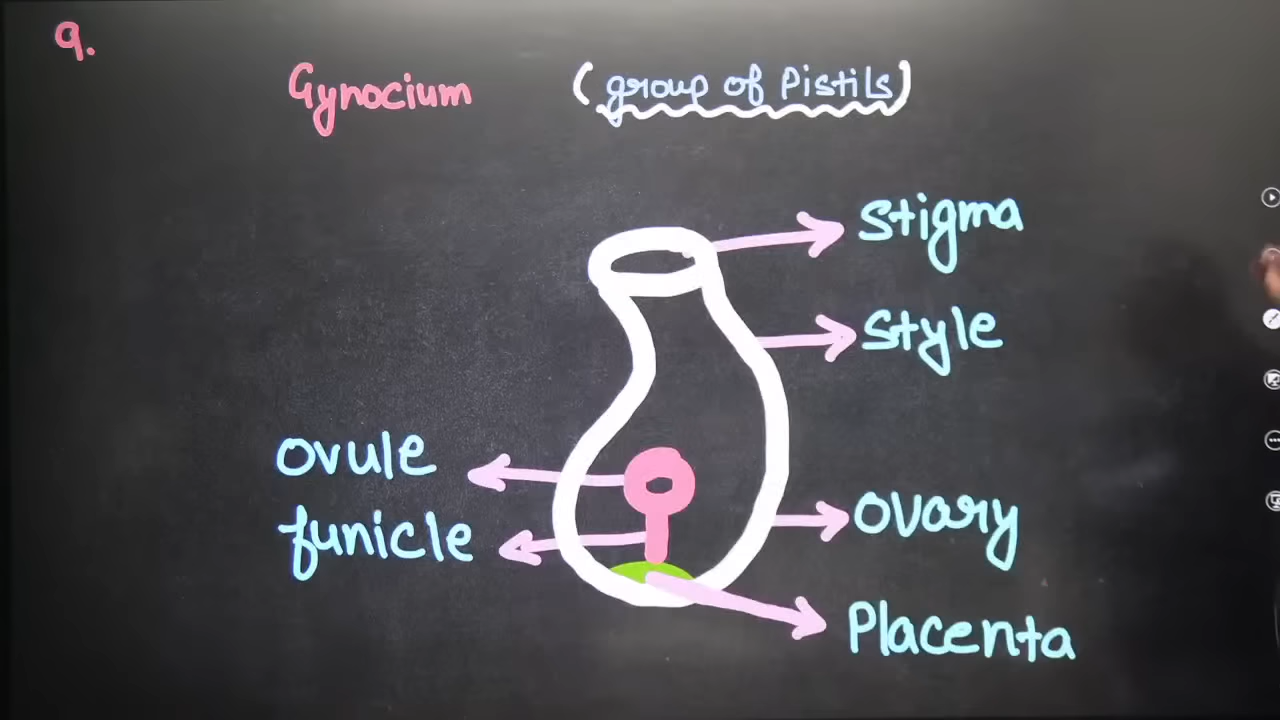 9.
Gynocium (group of Pistils)
Stigma
Style
Ovule
funicle
Ovary
Placenta